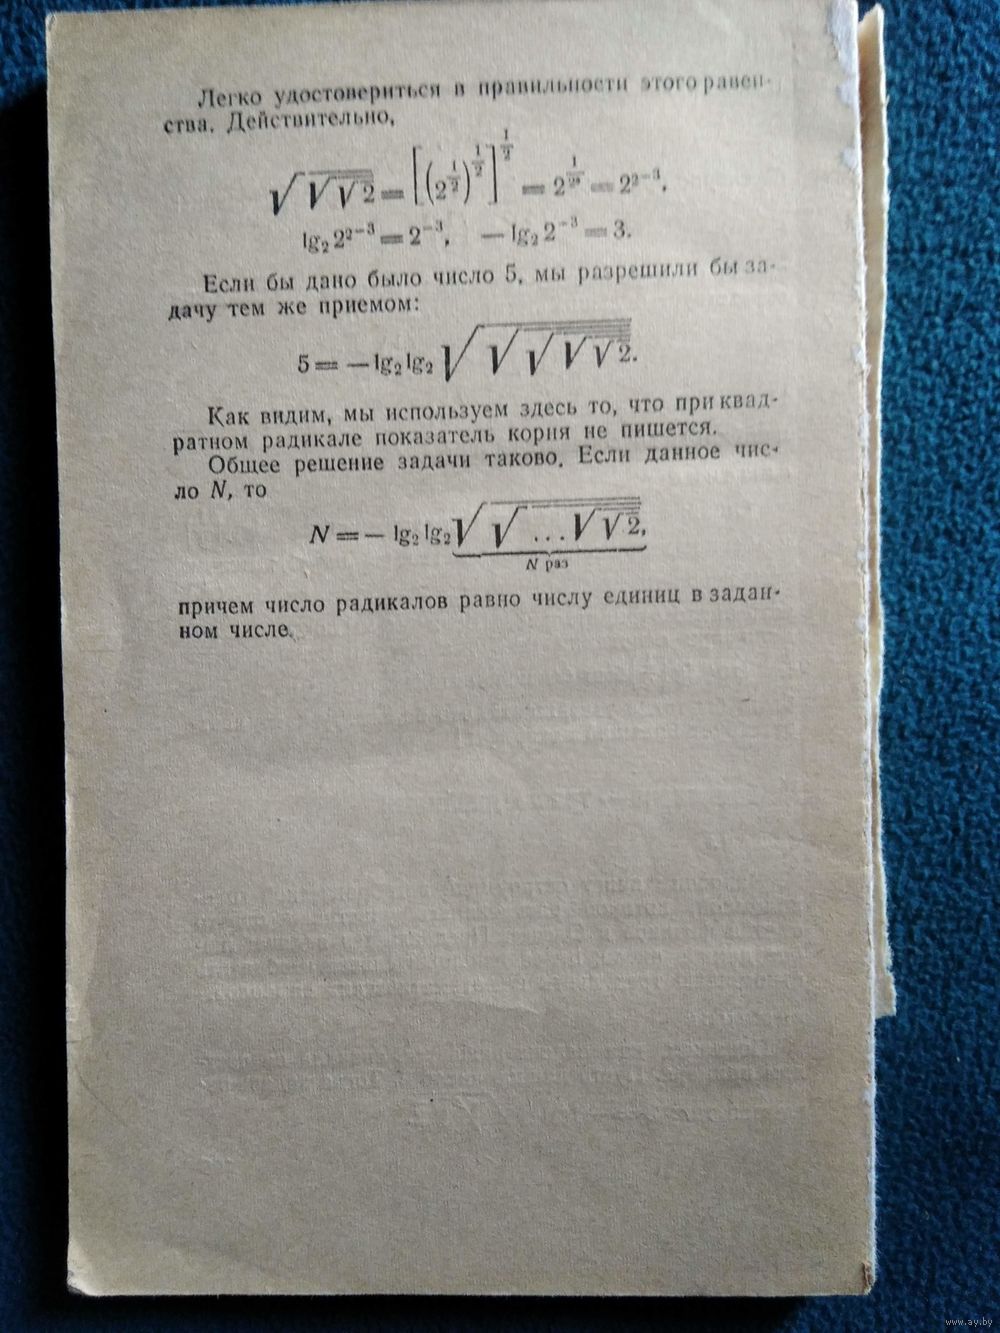 Легко удостовериться в правильности этого равен-
ства. Действительно,
√√√2 = [(2^{1/2})^{1/2}]^{1/2} = 2^{1/2³} = 2^{2^{-3}},
lg₂ 2^{2^{-3}} = 2^{-3}, — lg₂ 2^{-3} = 3.
Если бы дано было число 5, мы разрешили бы за-
дачу тем же приемом:
5 = — lg₂ lg₂ √√√√√2.
Как видим, мы используем здесь то, что при квад-
ратном радикале показатель корня не пишется.
Общее решение задачи таково. Если данное чис-
ло N, то
N = — lg₂ lg₂ √√...√√2,
N раз
причем число радикалов равно числу единиц в задан-
ном числе.
www.ay.by